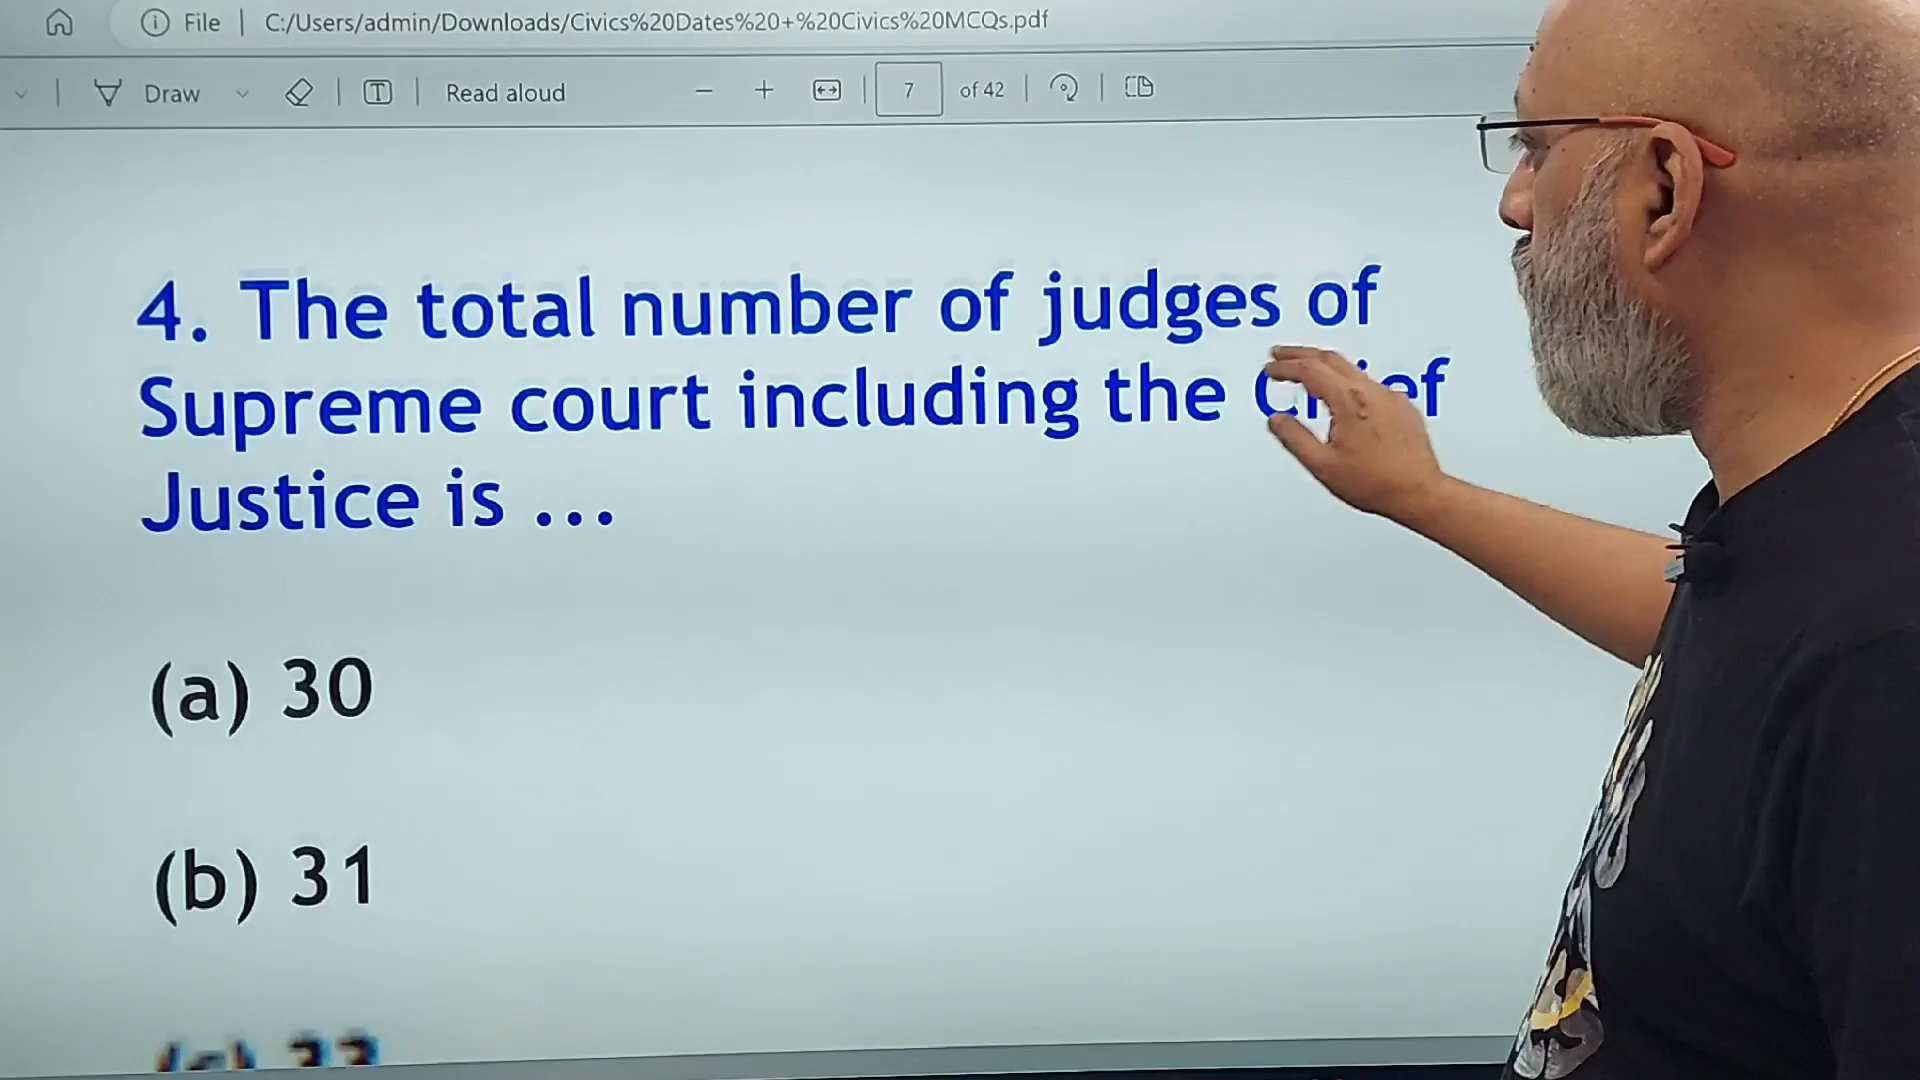 File | C:/Users/admin/Downloads/Civics%20Dates%20+%20Civics%20MCQs.pdf
Draw Read aloud 7 of 42
4. The total number of judges of
Supreme court including the Chief
Justice is ...
(a) 30
(b) 31